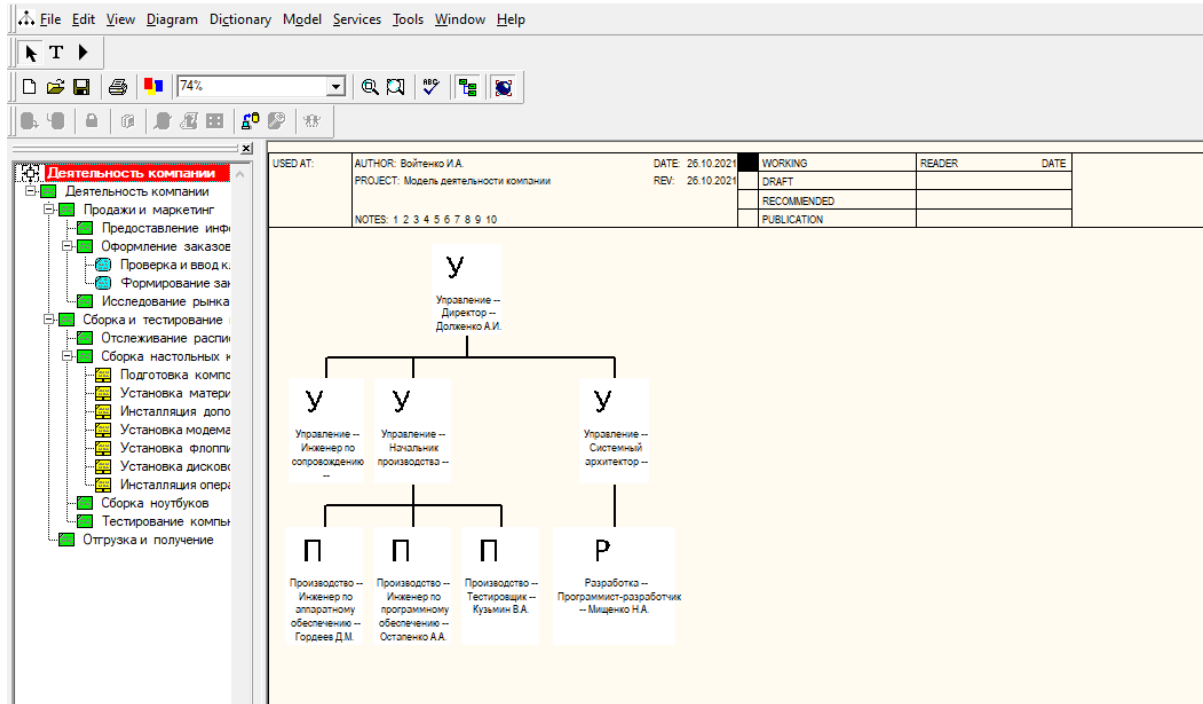 File Edit View Diagram Dictionary Model Services Tools Window Help
T
74%
ABC
Деятельность компании
Деятельность компании
Продажи и маркетинг
Предоставление инфо
Оформление заказов
Проверка и ввод к
Формирование зак
Исследование рынка
Сборка и тестирование
Отслеживание распи
Сборка настольных к
Подготовка компо
Установка матери
Инсталляция допо
Установка модема
Установка флоппи
Установка дисково
Инсталляция опера
Сборка ноутбуков
Тестирование компь
Отгрузка и получение
USED AT: AUTHOR: Войтенко И.А. DATE: 26.10.2021 WORKING READER DATE
PROJECT: Модель деятельности компании REV: 26.10.2021 DRAFT
RECOMMENDED
NOTES: 1 2 3 4 5 6 7 8 9 10 PUBLICATION
У
Управление --
Директор --
Долженко А.И.
У
Управление --
Инженер по
сопровождению
--
У
Управление --
Начальник
производства --
У
Управление --
Системный
архитектор --
П
Производство --
Инженер по
аппаратному
обеспечению --
Гордеев Д.М.
П
Производство --
Инженер по
программному
обеспечению --
Остапенко А.А.
П
Производство --
Тестировщик --
Кузьмин В.А.
Р
Разработка --
Программист-разработчик
-- Мищенко Н.А.